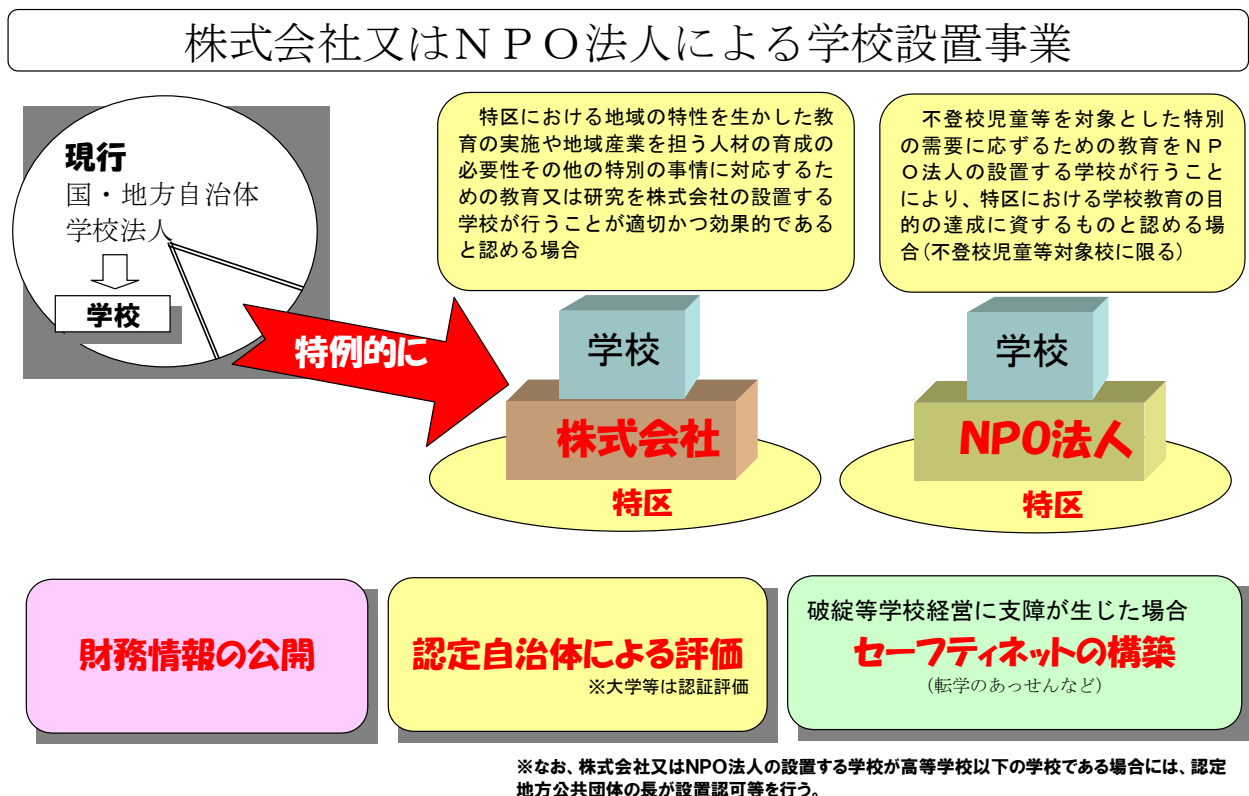 株式会社又はNPO法人による学校設置事業
現行
国・地方自治体
学校法人
学校
特例的に
特区における地域の特性を生かした教
育の実施や地域産業を担う人材の育成の
必要性その他の特別の事情に対応するた
めの教育又は研究を株式会社の設置する
学校が行うことが適切かつ効果的である
と認める場合
学校
株式会社
特区
不登校児童等を対象とした特別
の需要に応ずるための教育をNP
O法人の設置する学校が行うこと
により、特区における学校教育の目
的の達成に資するものと認める場
合(不登校児童等対象校に限る)
学校
NPO法人
特区
財務情報の公開
認定自治体による評価
※大学等は認証評価
破綻等学校経営に支障が生じた場合
セーフティネットの構築
(転学のあっせんなど)
※なお、株式会社又はNPO法人の設置する学校が高等学校以下の学校である場合には、認定
地方公共団体の長が設置認可等を行う。